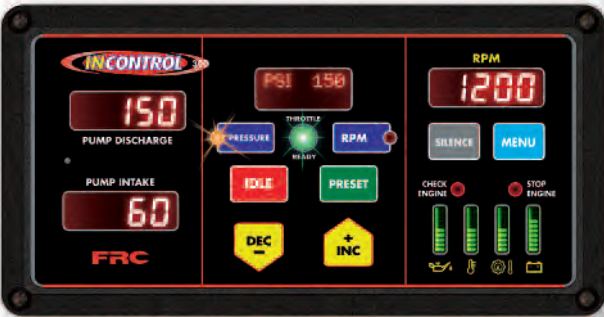 INCONTROL 300
150
PUMP DISCHARGE
PUMP INTAKE
60
FRC
PSI 150
THROTTLE
READY
PRESSURE
RPM
IDLE
PRESET
DEC
-
+
INC
RPM
1200
SILENCE
MENU
CHECK
ENGINE
STOP
ENGINE